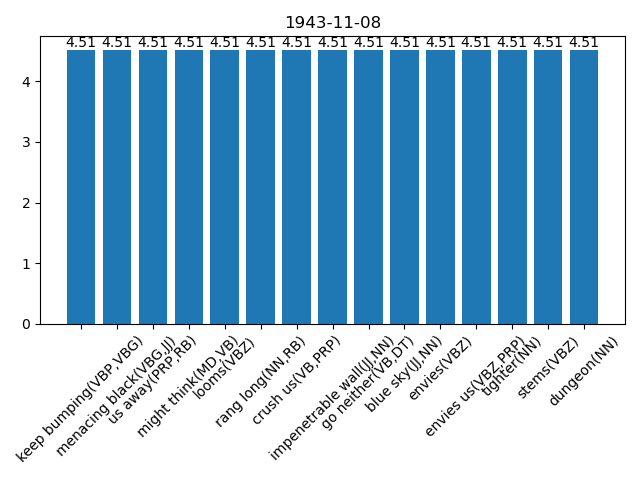 1943-11-08
4.51 4.51 4.51 4.51 4.51 4.51 4.51 4.51 4.51 4.51 4.51 4.51 4.51 4.51 4.51
4
3
2
1
0
keep bumping(VBP,VBG)
menacing black(VBG,JJ)
us away(PRP,RB)
might think(MD,VB)
looms(VBZ)
rang long(NN,RB)
crush us(VB,PRP)
impenetrable wall(JJ,NN)
go neither(VB,DT)
blue sky(JJ,NN)
envies(VBZ)
envies us(VBZ,PRP)
tighter(NN)
stems(VBZ)
dungeon(NN)